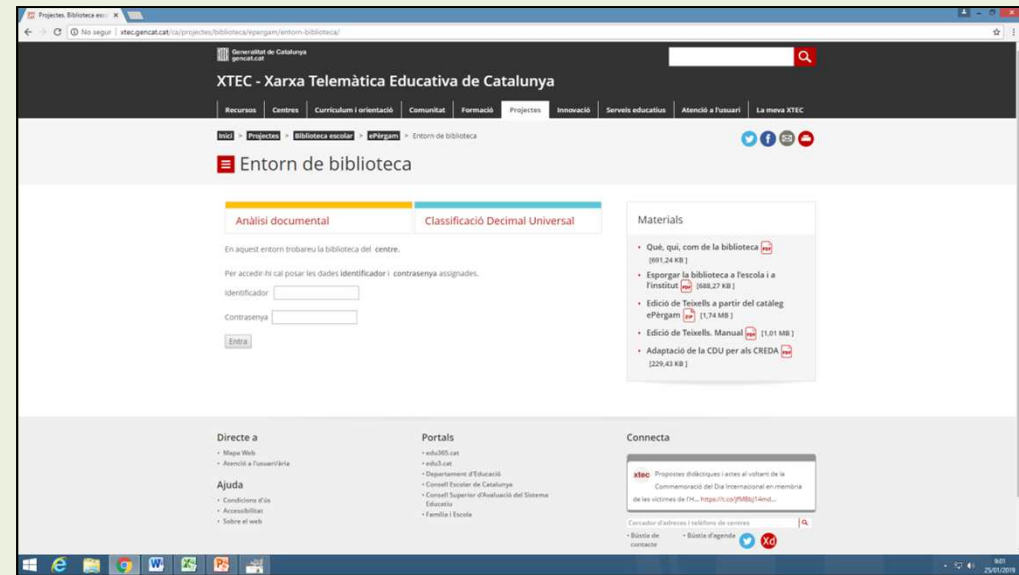 Projectes. Biblioteca esc
No segur | xtec.gencat.cat/ca/projectes/biblioteca/epergam/entorn-biblioteca/
Generalitat de Catalunya
gencat.cat
XTEC - Xarxa Telemàtica Educativa de Catalunya
Recursos Centres Currículum i orientació Comunitat Formació Projectes Innovació Serveis educatius Atenció a l'usuari La meva XTEC
Inici > Projectes > Biblioteca escolar > ePèrgam > Entorn de biblioteca
Entorn de biblioteca
Anàlisi documental
Classificació Decimal Universal
En aquest entorn trobareu la biblioteca del centre.
Per accedir-hi cal posar les dades identificador i contrasenya assignades.
Identificador
Contrasenya
Entra
Materials
• Què, qui, com de la biblioteca PDF
[691,24 KB ]
• Esporgar la biblioteca a l'escola i a
l'institut PDF [688,27 KB ]
• Edició de Teixells a partir del catàleg
ePèrgam ZIP [1,74 MB ]
• Edició de Teixells. Manual PDF [1,01 MB ]
• Adaptació de la CDU per als CREDA PDF
[229,43 KB ]
Directe a
• Mapa Web
• Atenció a l'usuari/ària
Ajuda
• Condicions d'ús
• Accessibilitat
• Sobre el web
Portals
• edu365.cat
• edu3.cat
• Departament d'Educació
• Consell Escolar de Catalunya
• Consell Superior d'Avaluació del Sistema
Educatiu
• Família i Escola
Connecta
xtec Propostes didàctiques i actes al voltant de la
Commemoració del Dia Internacional en memòria
de les víctimes de l'H...
Cercador d'adreces i telèfons de centres
• Bústia de
contacte
• Bústia d'agenda
Xd
9:01
25/01/2019